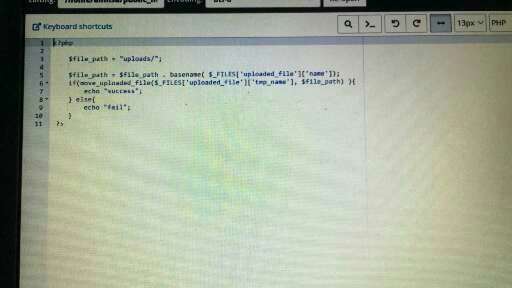 Keyboard shortcuts
13px
PHP
1 <?php
2
3 $file_path = "uploads/";
4
5 $file_path = $file_path . basename( $_FILES['uploaded_file']['name']);
6 if(move_uploaded_file($_FILES['uploaded_file']['tmp_name'], $file_path) ){
7 echo "success";
8 } else{
9 echo "fail";
10 }
11 ?>